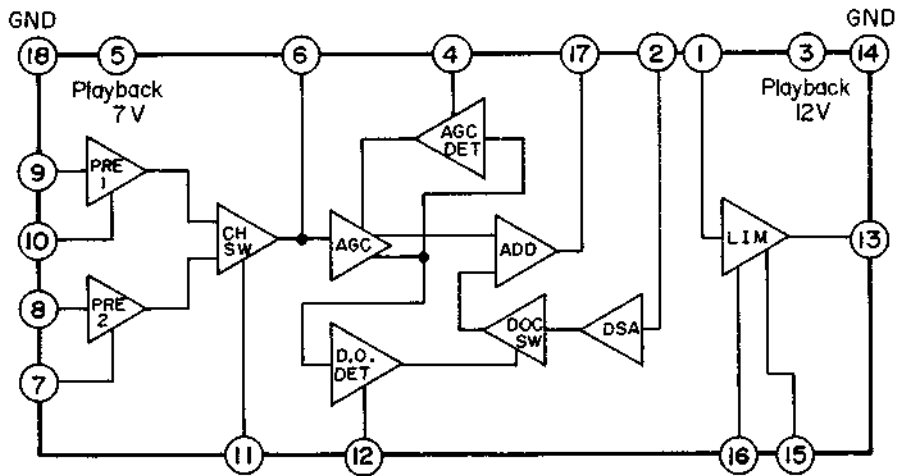 GND
GND
18
5
6
4
17
2
1
3
14
Playback
7V
Playback
12V
AGC
DET
9
PRE
1
10
CH
SW
AGC
ADD
LIM
13
8
PRE
2
DOC
SW
DSA
D.O.
DET
7
11
12
16
15